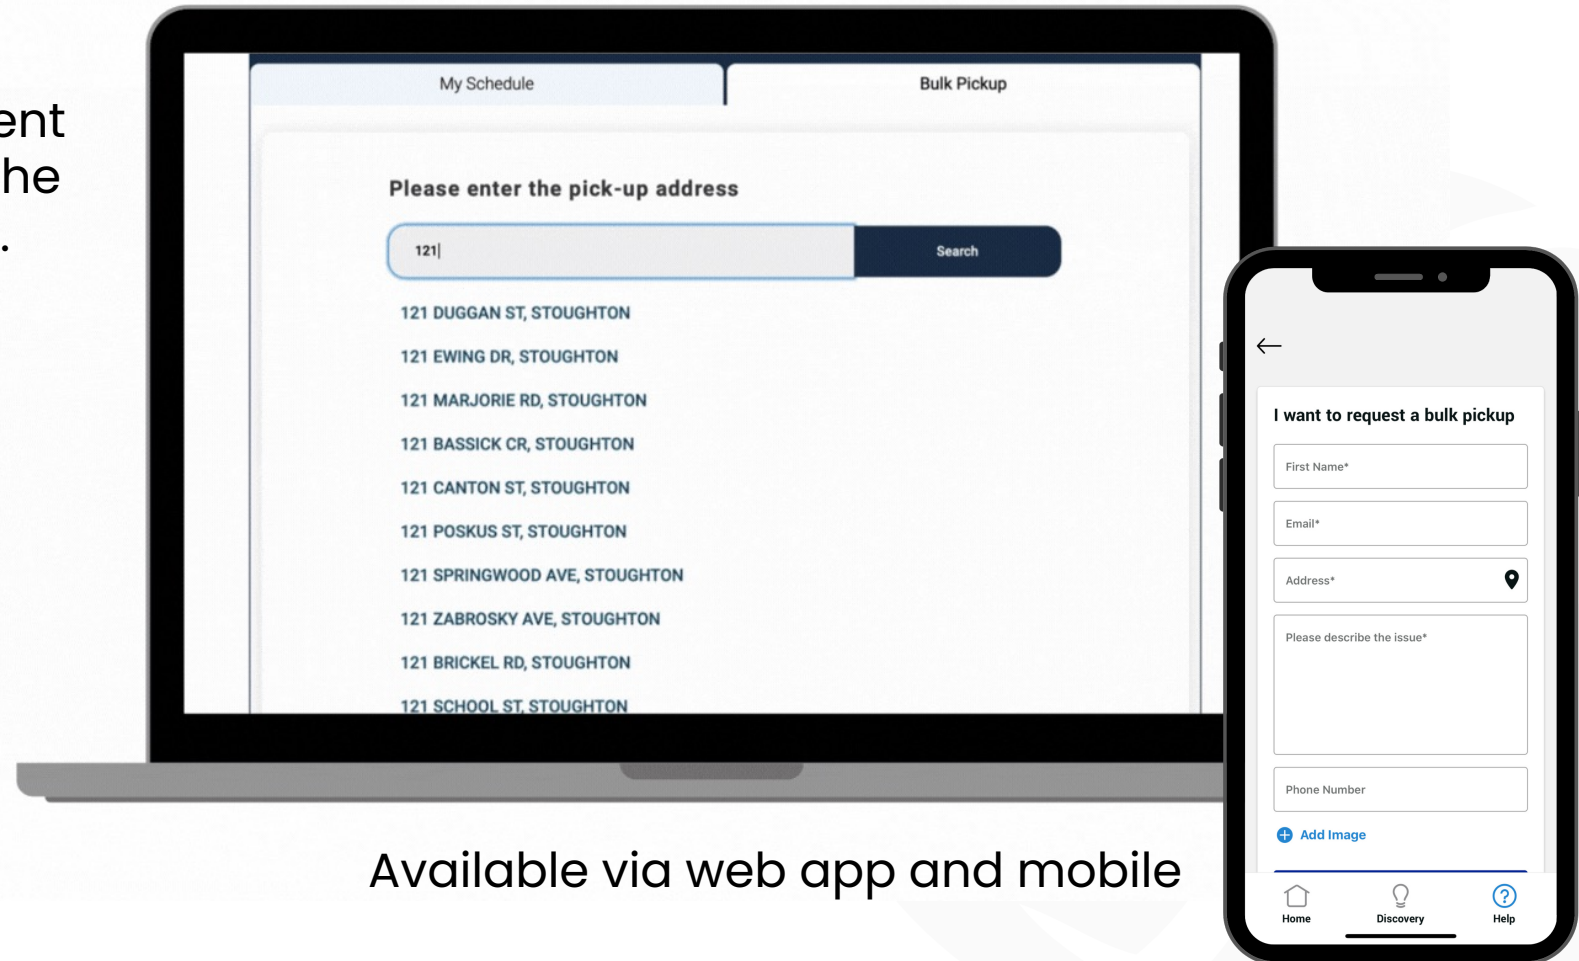 ent
he
.
My Schedule
Bulk Pickup
Please enter the pick-up address
121
Search
121 DUGGAN ST, STOUGHTON
121 EWING DR, STOUGHTON
121 MARJORIE RD, STOUGHTON
121 BASSICK CR, STOUGHTON
121 CANTON ST, STOUGHTON
121 POSKUS ST, STOUGHTON
121 SPRINGWOOD AVE, STOUGHTON
121 ZABROSKY AVE, STOUGHTON
121 BRICKEL RD, STOUGHTON
121 SCHOOL ST, STOUGHTON
I want to request a bulk pickup
First Name*
Email*
Address*
Please describe the issue*
Phone Number
Add Image
Home
Discovery
Help
Available via web app and mobile